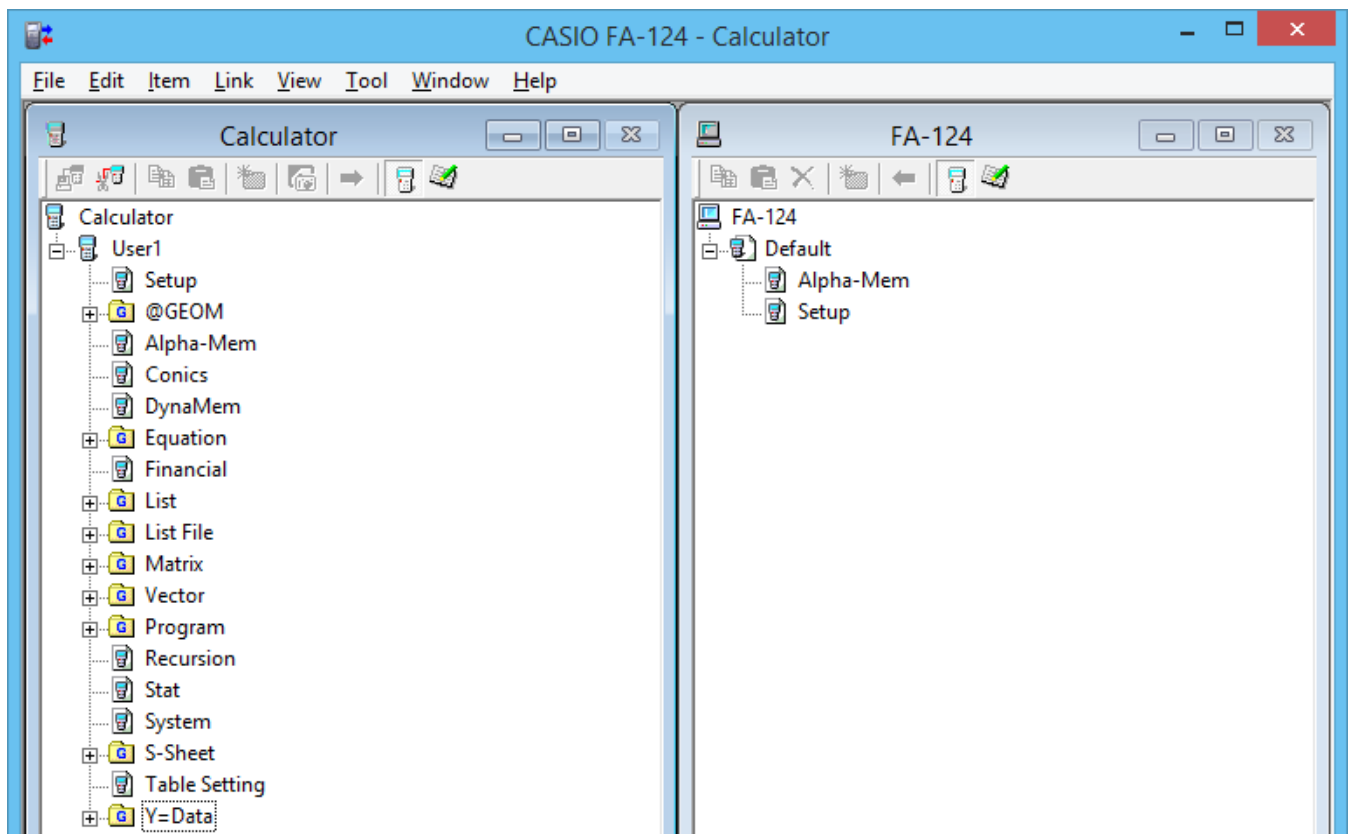 CASIO FA-124 - Calculator
File Edit Item Link View Tool Window Help
Calculator
Calculator
User1
Setup
@GEOM
Alpha-Mem
Conics
DynaMem
Equation
Financial
List
List File
Matrix
Vector
Program
Recursion
Stat
System
S-Sheet
Table Setting
Y=Data
FA-124
FA-124
Default
Alpha-Mem
Setup